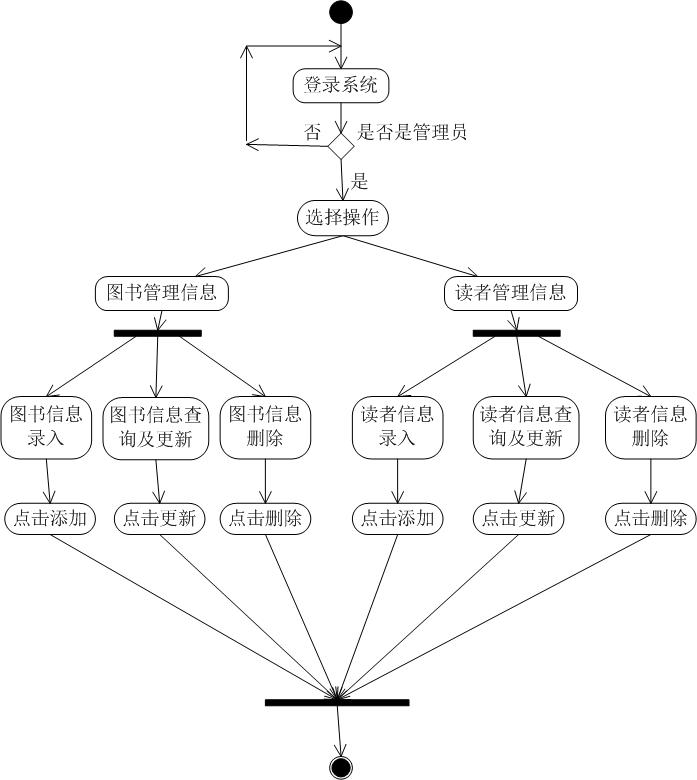 登录系统
否
是否是管理员
是
选择操作
图书管理信息
读者管理信息
图书信息
录入
图书信息查
询及更新
图书信息
删除
读者信息
录入
读者信息查
询及更新
读者信息
删除
点击添加
点击更新
点击删除
点击添加
点击更新
点击删除